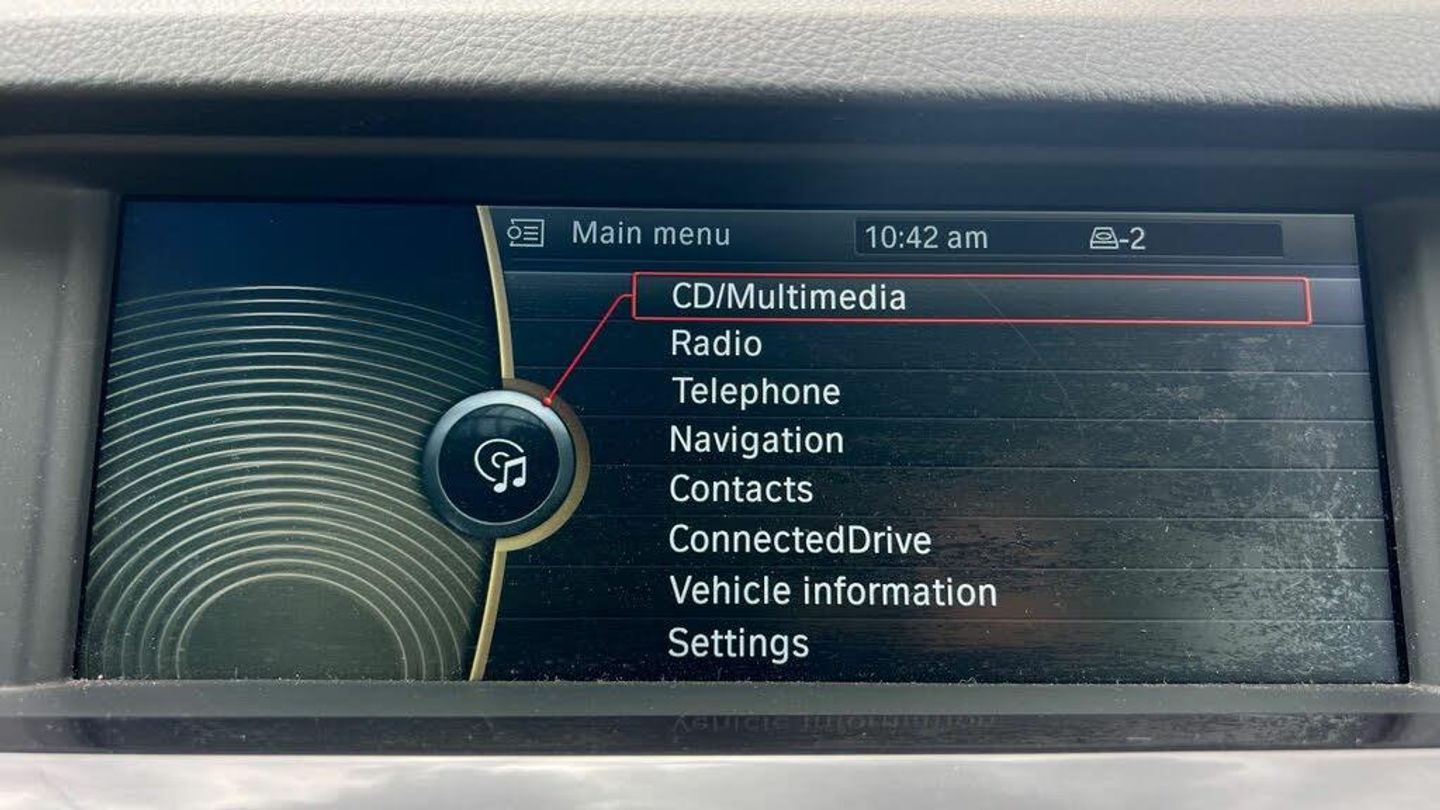 Main menu 10:42 am -2
CD/Multimedia
Radio
Telephone
Navigation
Contacts
ConnectedDrive
Vehicle information
Settings